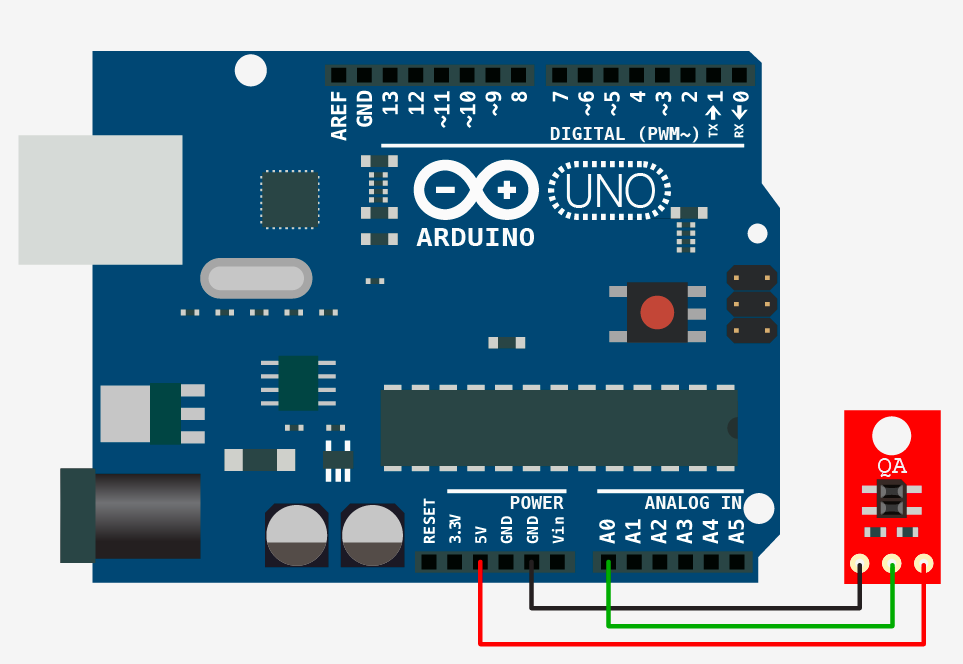 AREF GND 13 12 ~11 ~10 ~9 8 7 ~6 ~5 4 ~3 2 TX→1 RX←0
DIGITAL (PWM~)
UNO
ARDUINO
QA
POWER
ANALOG IN
RESET 3.3V 5V GND GND Vin A0 A1 A2 A3 A4 A5